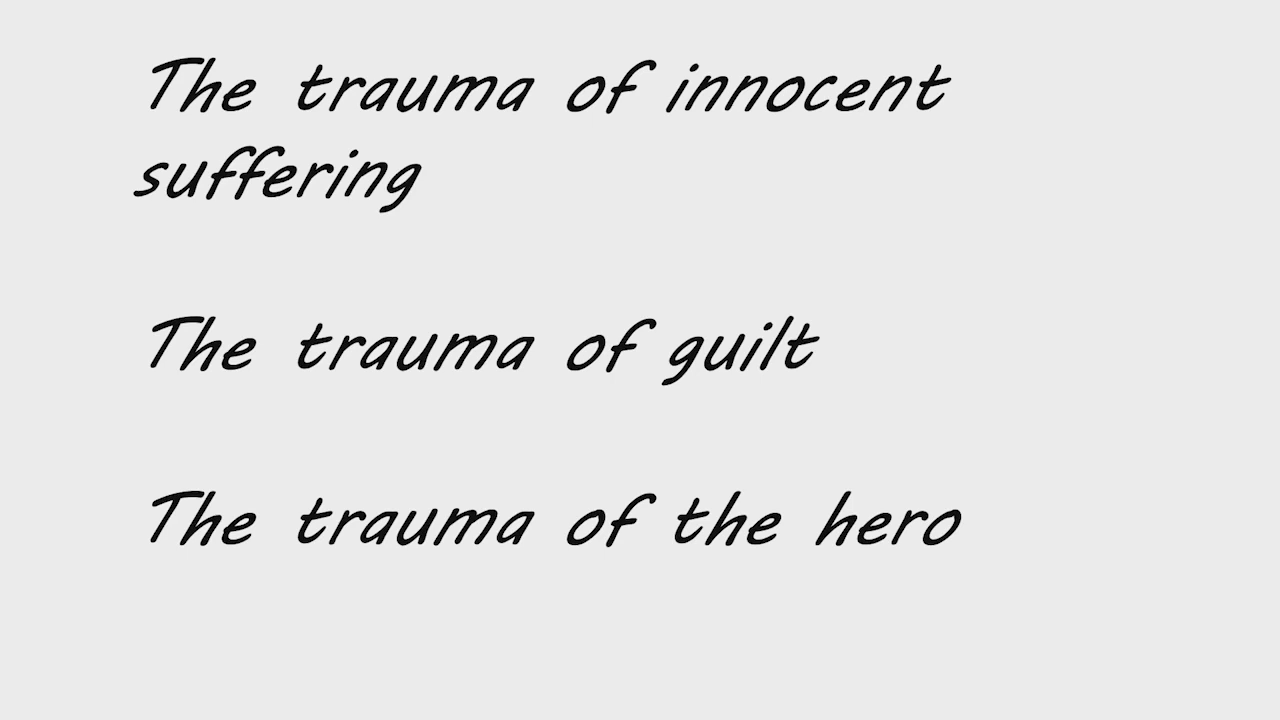 The trauma of innocent
suffering
The trauma of guilt
The trauma of the hero